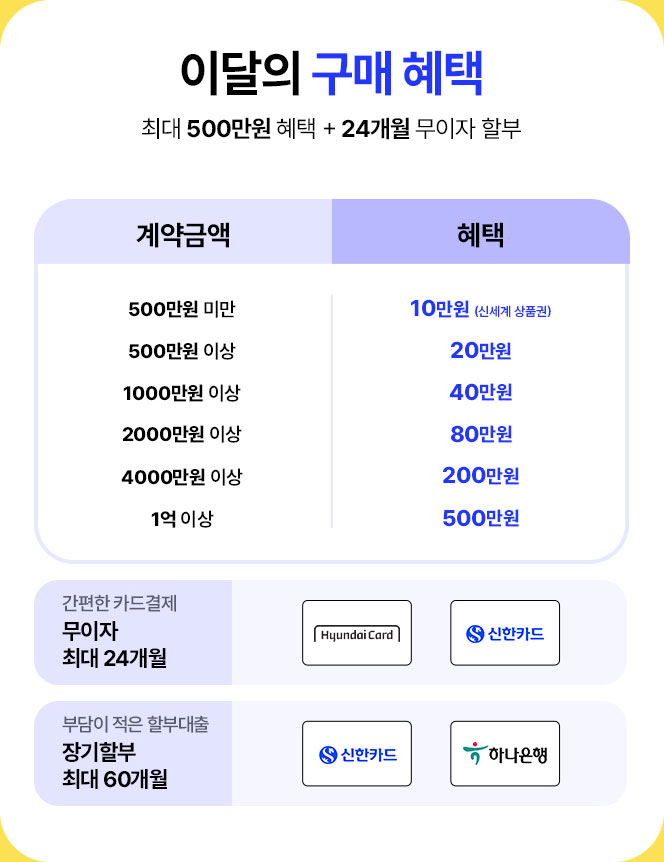 이달의 구매 혜택
최대 500만원 혜택 + 24개월 무이자 할부
계약금액 혜택
500만원 미만 10만원 (신세계 상품권)
500만원 이상 20만원
1000만원 이상 40만원
2000만원 이상 80만원
4000만원 이상 200만원
1억 이상 500만원
간편한 카드결제
무이자
최대 24개월
Hyundai Card 신한카드
부담이 적은 할부대출
장기할부
최대 60개월
신한카드 하나은행